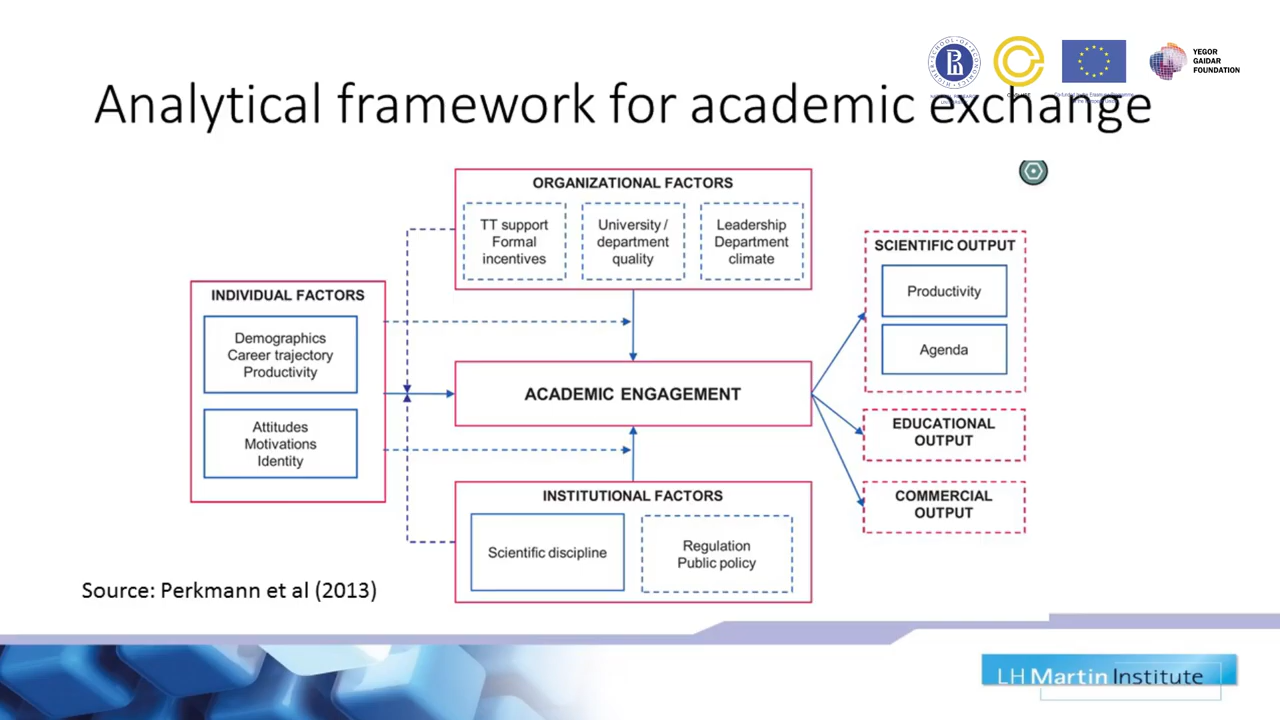 YEGOR
GAIDAR
FOUNDATION
Analytical framework for academic exchange
ORGANIZATIONAL FACTORS
TT support
Formal
incentives
University /
department
quality
Leadership
Department
climate
INDIVIDUAL FACTORS
Demographics
Career trajectory
Productivity
Attitudes
Motivations
Identity
ACADEMIC ENGAGEMENT
INSTITUTIONAL FACTORS
Scientific discipline
Regulation
Public policy
SCIENTIFIC OUTPUT
Productivity
Agenda
EDUCATIONAL
OUTPUT
COMMERCIAL
OUTPUT
Source: Perkmann et al (2013)
LH Martin Institute